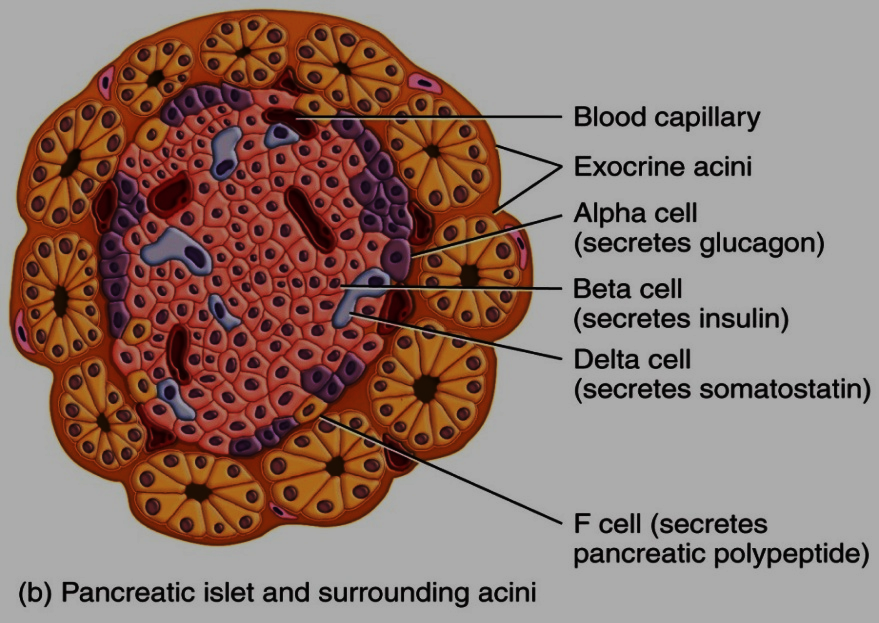 Blood capillary
Exocrine acini
Alpha cell
(secretes glucagon)
Beta cell
(secretes insulin)
Delta cell
(secretes somatostatin)
F cell (secretes
pancreatic polypeptide)
(b) Pancreatic islet and surrounding acini